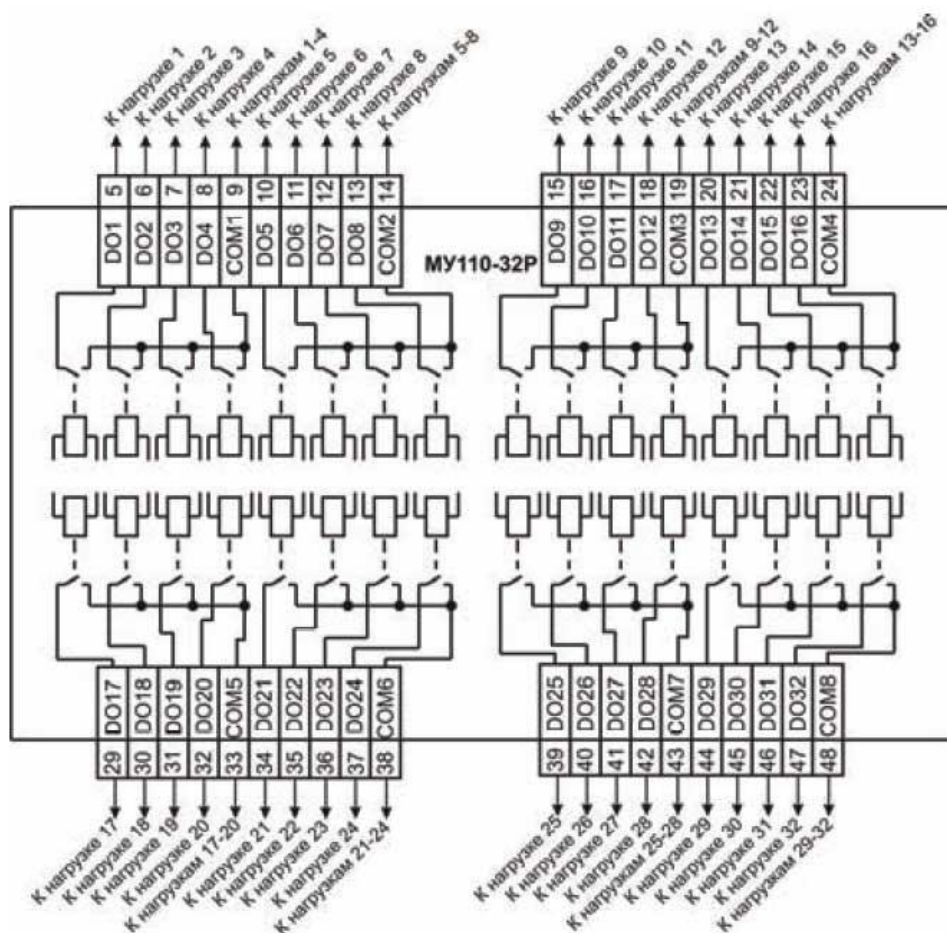 К нагрузке 1
К нагрузке 2
К нагрузке 3
К нагрузке 4
К нагрузкам 1-4
К нагрузке 5
К нагрузке 6
К нагрузке 7
К нагрузке 8
К нагрузкам 5-8
К нагрузке 9
К нагрузке 10
К нагрузке 11
К нагрузке 12
К нагрузкам 9-12
К нагрузке 13
К нагрузке 14
К нагрузке 15
К нагрузке 16
К нагрузкам 13-16
5 6 7 8 9 10 11 12 13 14
15 16 17 18 19 20 21 22 23 24
DO1 DO2 DO3 DO4 COM1 DO5 DO6 DO7 DO8 COM2
МУ110-32Р
DO9 DO10 DO11 DO12 COM3 DO13 DO14 DO15 DO16 COM4
DO17 DO18 DO19 DO20 COM5 DO21 DO22 DO23 DO24 COM6
DO25 DO26 DO27 DO28 COM7 DO29 DO30 DO31 DO32 COM8
29 30 31 32 33 34 35 36 37 38
39 40 41 42 43 44 45 46 47 48
К нагрузке 17
К нагрузке 18
К нагрузке 19
К нагрузке 20
К нагрузкам 17-20
К нагрузке 21
К нагрузке 22
К нагрузке 23
К нагрузке 24
К нагрузкам 21-24
К нагрузке 25
К нагрузке 26
К нагрузке 27
К нагрузке 28
К нагрузкам 25-28
К нагрузке 29
К нагрузке 30
К нагрузке 31
К нагрузке 32
К нагрузкам 29-32